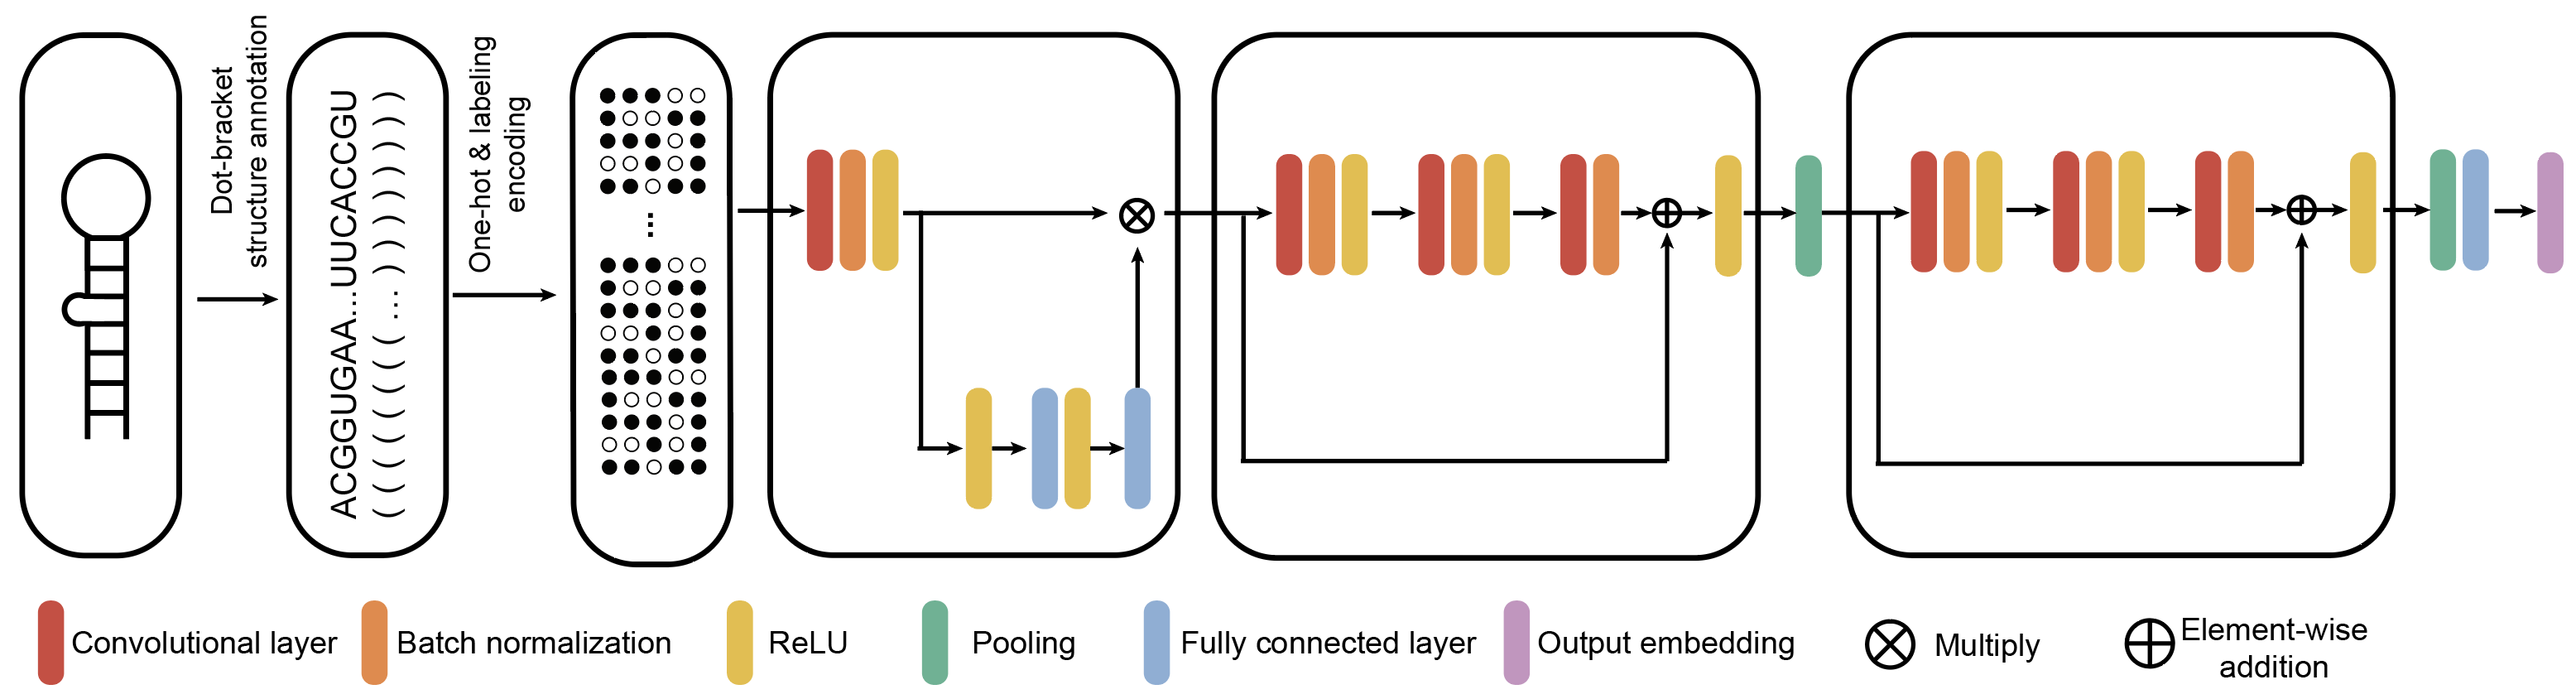 Dot-bracket
structure annotation
ACGGUGAA...UUCACCGU
( ( ( ( ( ( ( ( ... ) ) ) ) ) ) ) )
One-hot & labeling
encoding
...
Convolutional layer
Batch normalization
ReLU
Pooling
Fully connected layer
Output embedding
Multiply
Element-wise
addition